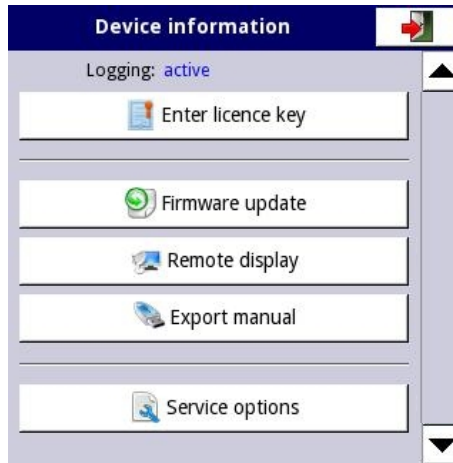 Device information
Logging: active
Enter licence key
Firmware update
Remote display
Export manual
Service options